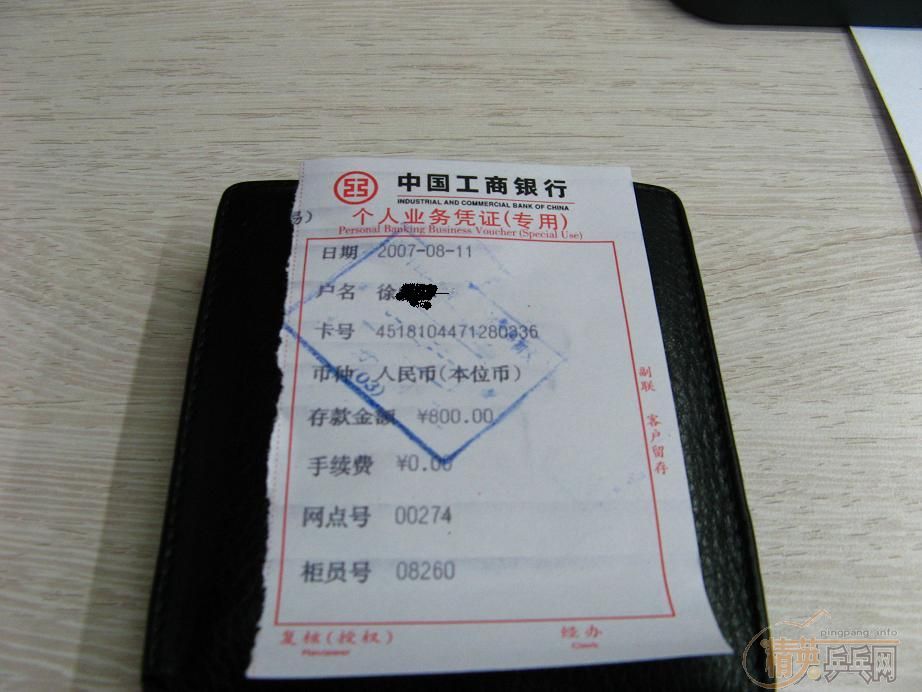 中国工商银行
INDUSTRIAL AND COMMERCIAL BANK OF CHINA
易)
个人业务凭证(专用)
Personal Banking Business Voucher (Special Use)
日期 2007-08-11
户名 徐
卡号 4518104471280336
币种 人民币(本位币)
(03)
存款金额 ¥800.00
手续费 ¥0.00
网点号 00274
柜员号 08260
副联 客户留存
复核(授权) 经办
Reviewer Clerk
pingpang.info
精英乒乓网